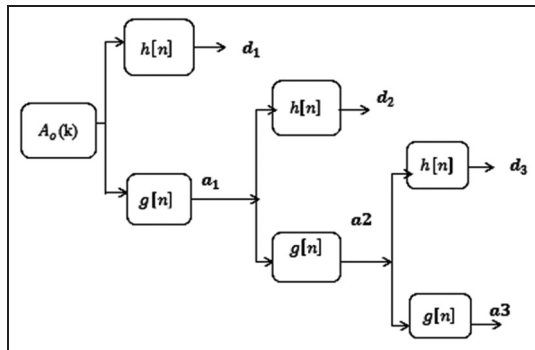 h[n]
d₁
h[n]
d₂
A₀(k)
h[n]
d₃
g[n]
a₁
g[n]
a2
g[n]
a3